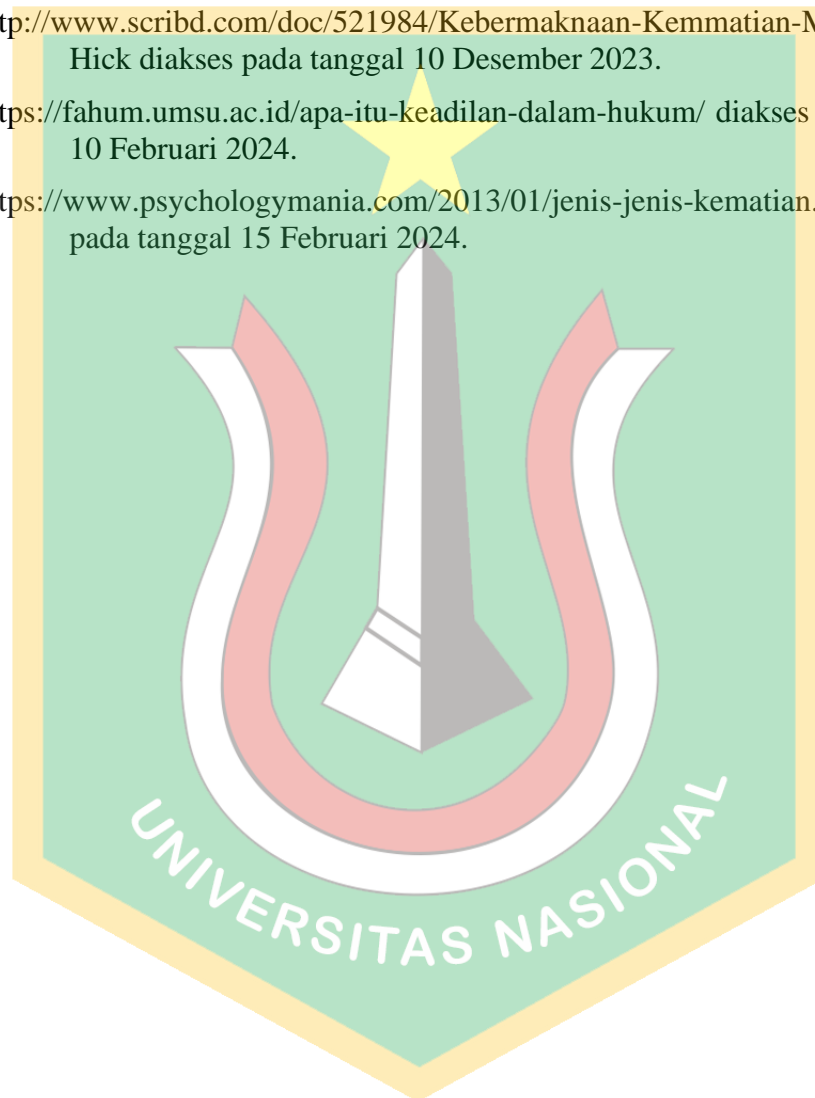 tp://www.scribd.com/doc/521984/Kebermaknaan-Kemmatian-M
Hick diakses pada tanggal 10 Desember 2023.
tps://fahum.umsu.ac.id/apa-itu-keadilan-dalam-hukum/ diakses
10 Februari 2024.
tps://www.psychologymania.com/2013/01/jenis-jenis-kematian.
pada tanggal 15 Februari 2024.
UNIVERSITAS NASIONAL